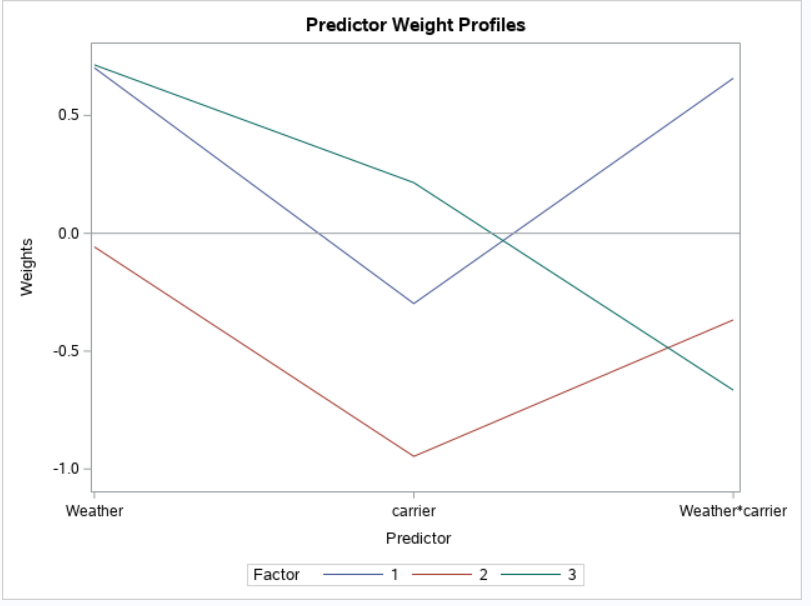 Predictor Weight Profiles
0.5
0.0
-0.5
-1.0
Weights
Weather carrier Weather*carrier
Predictor
Factor 1 2 3